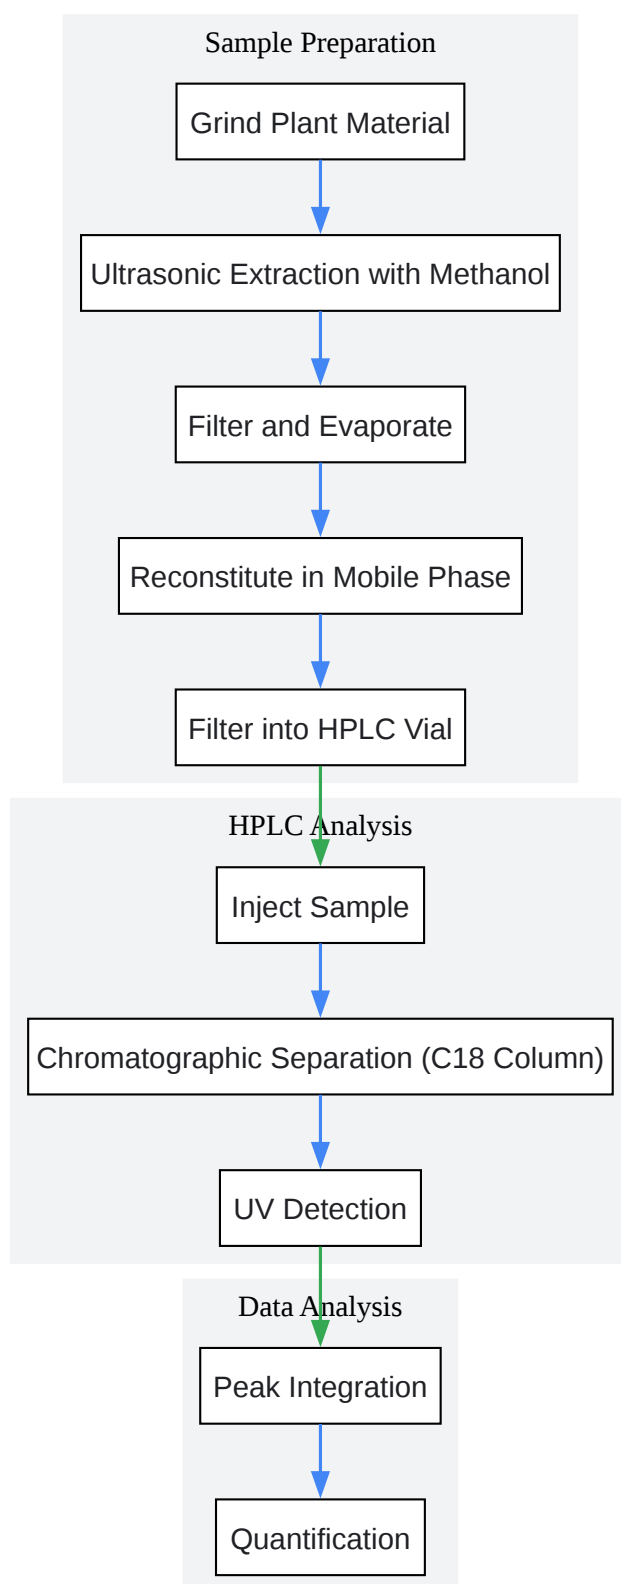 Sample Preparation
Grind Plant Material
Ultrasonic Extraction with Methanol
Filter and Evaporate
Reconstitute in Mobile Phase
Filter into HPLC Vial
HPLC Analysis
Inject Sample
Chromatographic Separation (C18 Column)
UV Detection
Data Analysis
Peak Integration
Quantification